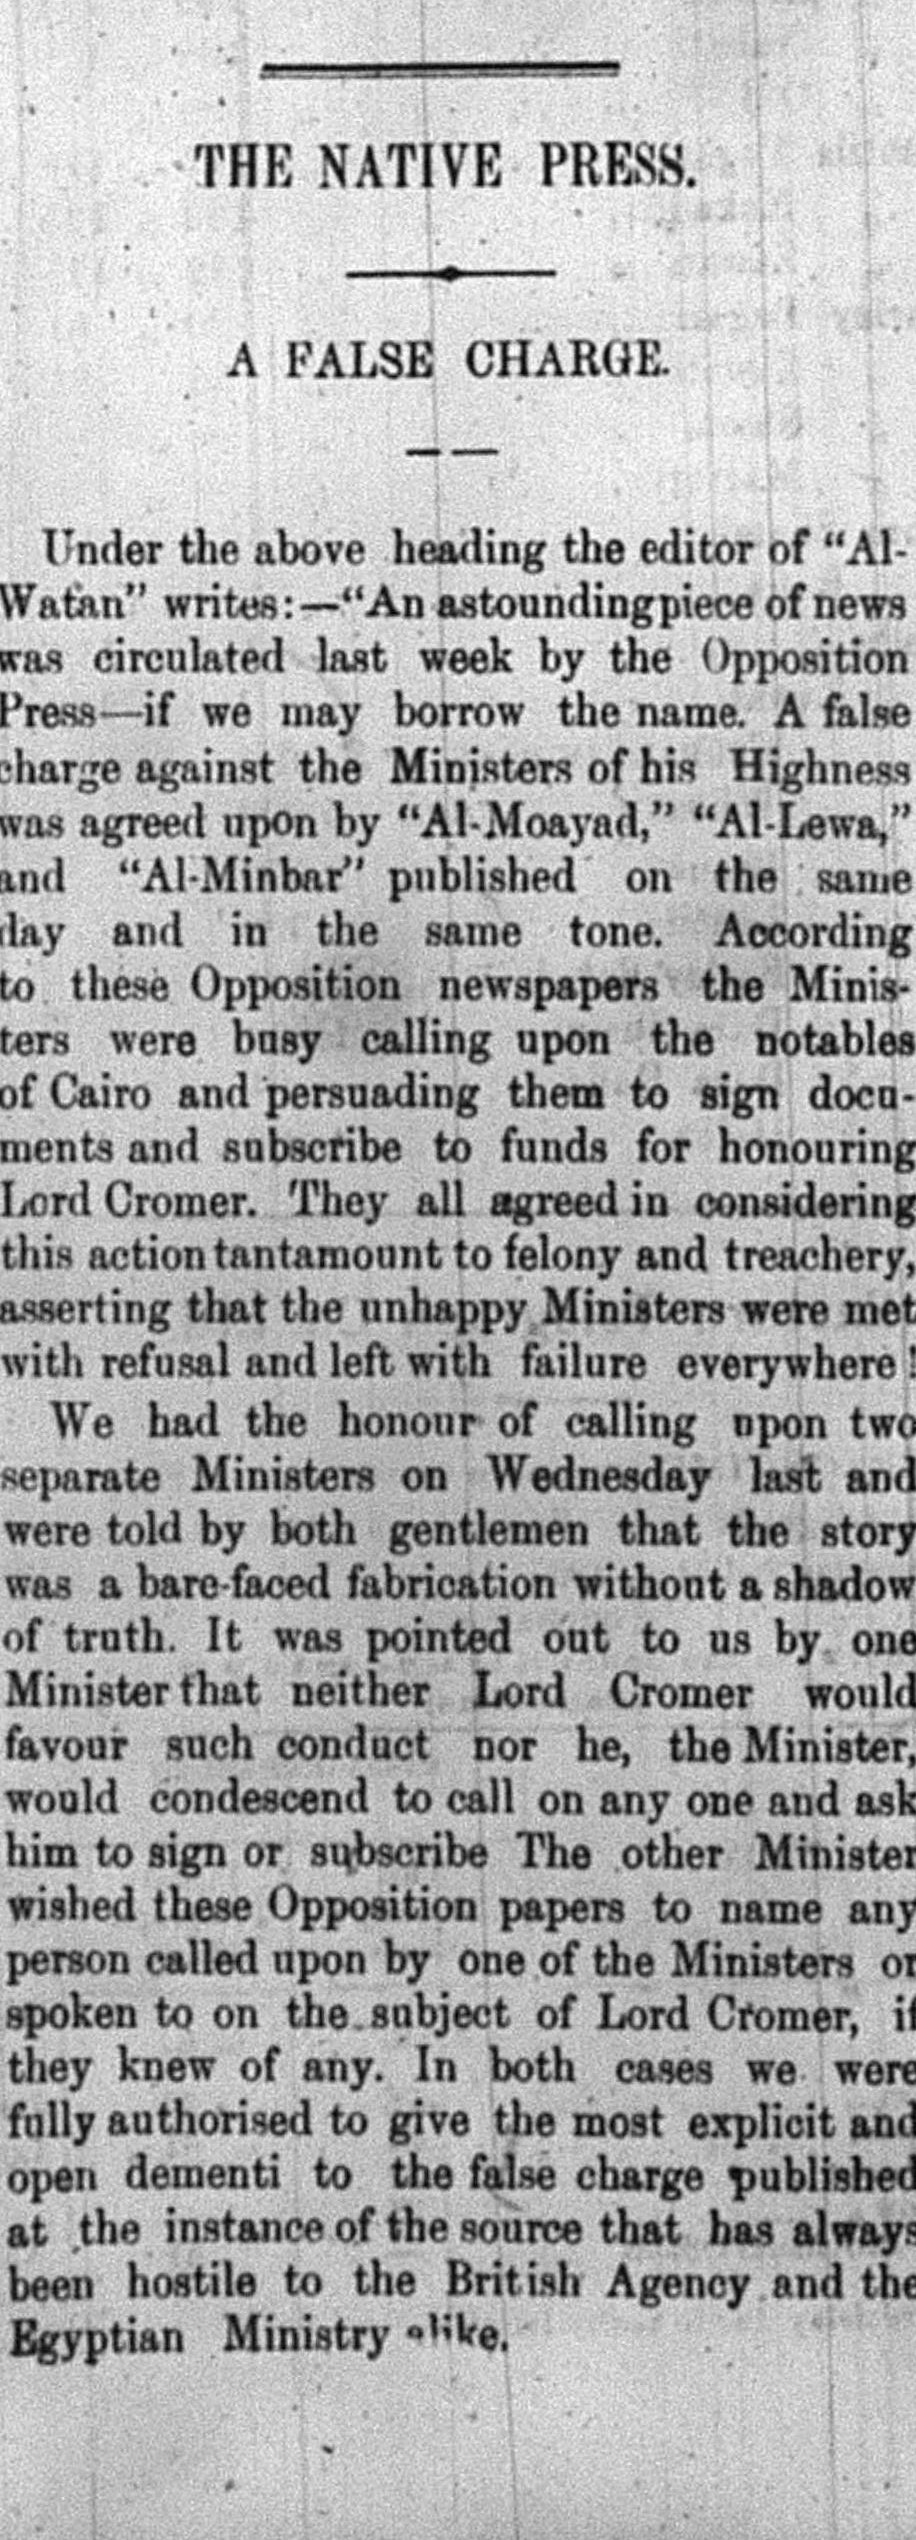 THE NATIVE PRESS.
A FALSE CHARGE.
Under the above heading the editor of “Al-
Watan” writes:—“An astounding piece of news
was circulated last week by the Opposition
Press—if we may borrow the name. A false
charge against the Ministers of his Highness
was agreed upon by “Al-Moayad,” “Al-Lewa,”
and “Al-Minbar” published on the same
day and in the same tone. According
to these Opposition newspapers the Minis-
ters were busy calling upon the notables
of Cairo and persuading them to sign docu-
ments and subscribe to funds for honouring
Lord Cromer. They all agreed in considering
this action tantamount to felony and treachery,
asserting that the unhappy Ministers were met
with refusal and left with failure everywhere!
We had the honour of calling upon two
separate Ministers on Wednesday last and
were told by both gentlemen that the story
was a bare-faced fabrication without a shadow
of truth. It was pointed out to us by one
Minister that neither Lord Cromer would
favour such conduct nor he, the Minister,
would condescend to call on any one and ask
him to sign or subscribe The other Minister
wished these Opposition papers to name any
person called upon by one of the Ministers or
spoken to on the subject of Lord Cromer, if
they knew of any. In both cases we were
fully authorised to give the most explicit and
open dementi to the false charge published
at the instance of the source that has always
been hostile to the British Agency and the
Egyptian Ministry alike.